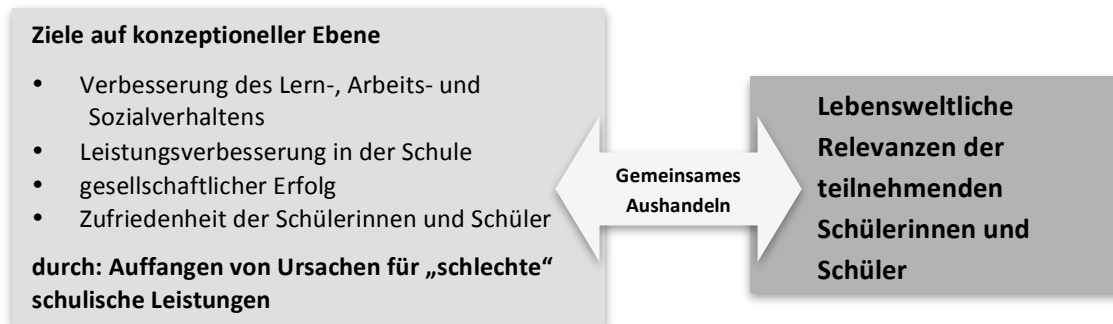 Ziele auf konzeptioneller Ebene
• Verbesserung des Lern-, Arbeits- und
Sozialverhaltens
• Leistungsverbesserung in der Schule
• gesellschaftlicher Erfolg
• Zufriedenheit der Schülerinnen und Schüler
durch: Auffangen von Ursachen für „schlechte“
schulische Leistungen
Gemeinsames
Aushandeln
Lebensweltliche
Relevanzen der
teilnehmenden
Schülerinnen und
Schüler